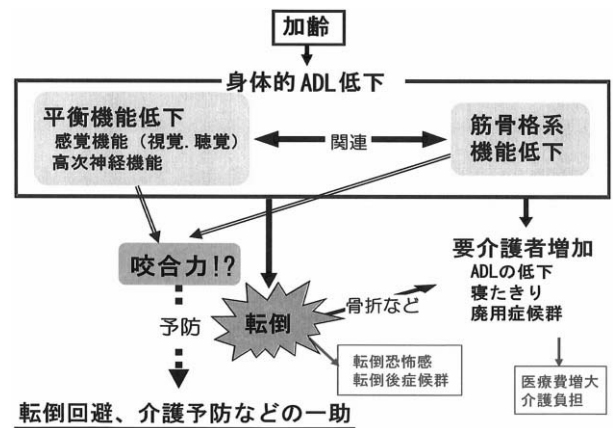 加齢
身体的ADL低下
平衡機能低下
感覚機能（視覚.聴覚）
高次神経機能
関連
筋骨格系
機能低下
咬合力!?
予防
転倒
骨折など
要介護者増加
ADLの低下
寝たきり
廃用症候群
転倒恐怖感
転倒後症候群
医療費増大
介護負担
転倒回避、介護予防などの一助